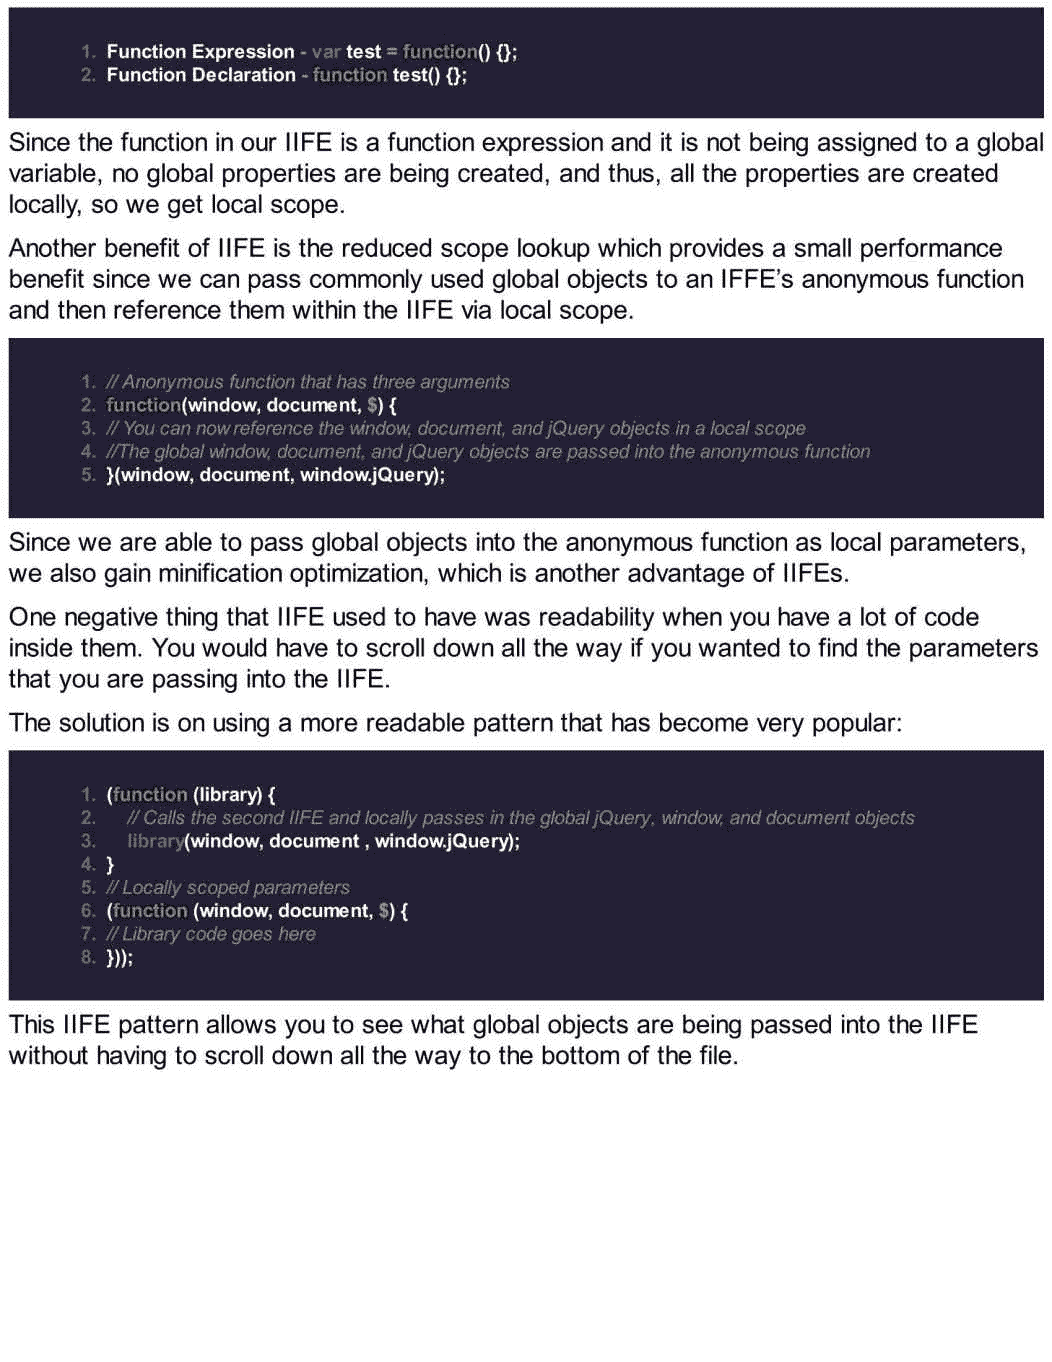 1. Function Expression - var test = function() {};
2. Function Declaration - function test() {};
Since the function in our IIFE is a function expression and it is not being assigned to a global
variable, no global properties are being created, and thus, all the properties are created
locally, so we get local scope.
Another benefit of IIFE is the reduced scope lookup which provides a small performance
benefit since we can pass commonly used global objects to an IFFE’s anonymous function
and then reference them within the IIFE via local scope.
1. // Anonymous function that has three arguments
2. function(window, document, $) {
3. // You can now reference the window, document, and jQuery objects in a local scope
4. //The global window, document, and jQuery objects are passed into the anonymous function
5. }(window, document, window.jQuery);
Since we are able to pass global objects into the anonymous function as local parameters,
we also gain minification optimization, which is another advantage of IIFEs.
One negative thing that IIFE used to have was readability when you have a lot of code
inside them. You would have to scroll down all the way if you wanted to find the parameters
that you are passing into the IIFE.
The solution is on using a more readable pattern that has become very popular:
1. (function (library) {
2. // Calls the second IIFE and locally passes in the global jQuery, window, and document objects
3. library(window, document , window.jQuery);
4. }
5. // Locally scoped parameters
6. (function (window, document, $) {
7. // Library code goes here
8. }));
This IIFE pattern allows you to see what global objects are being passed into the IIFE
without having to scroll down all the way to the bottom of the file.